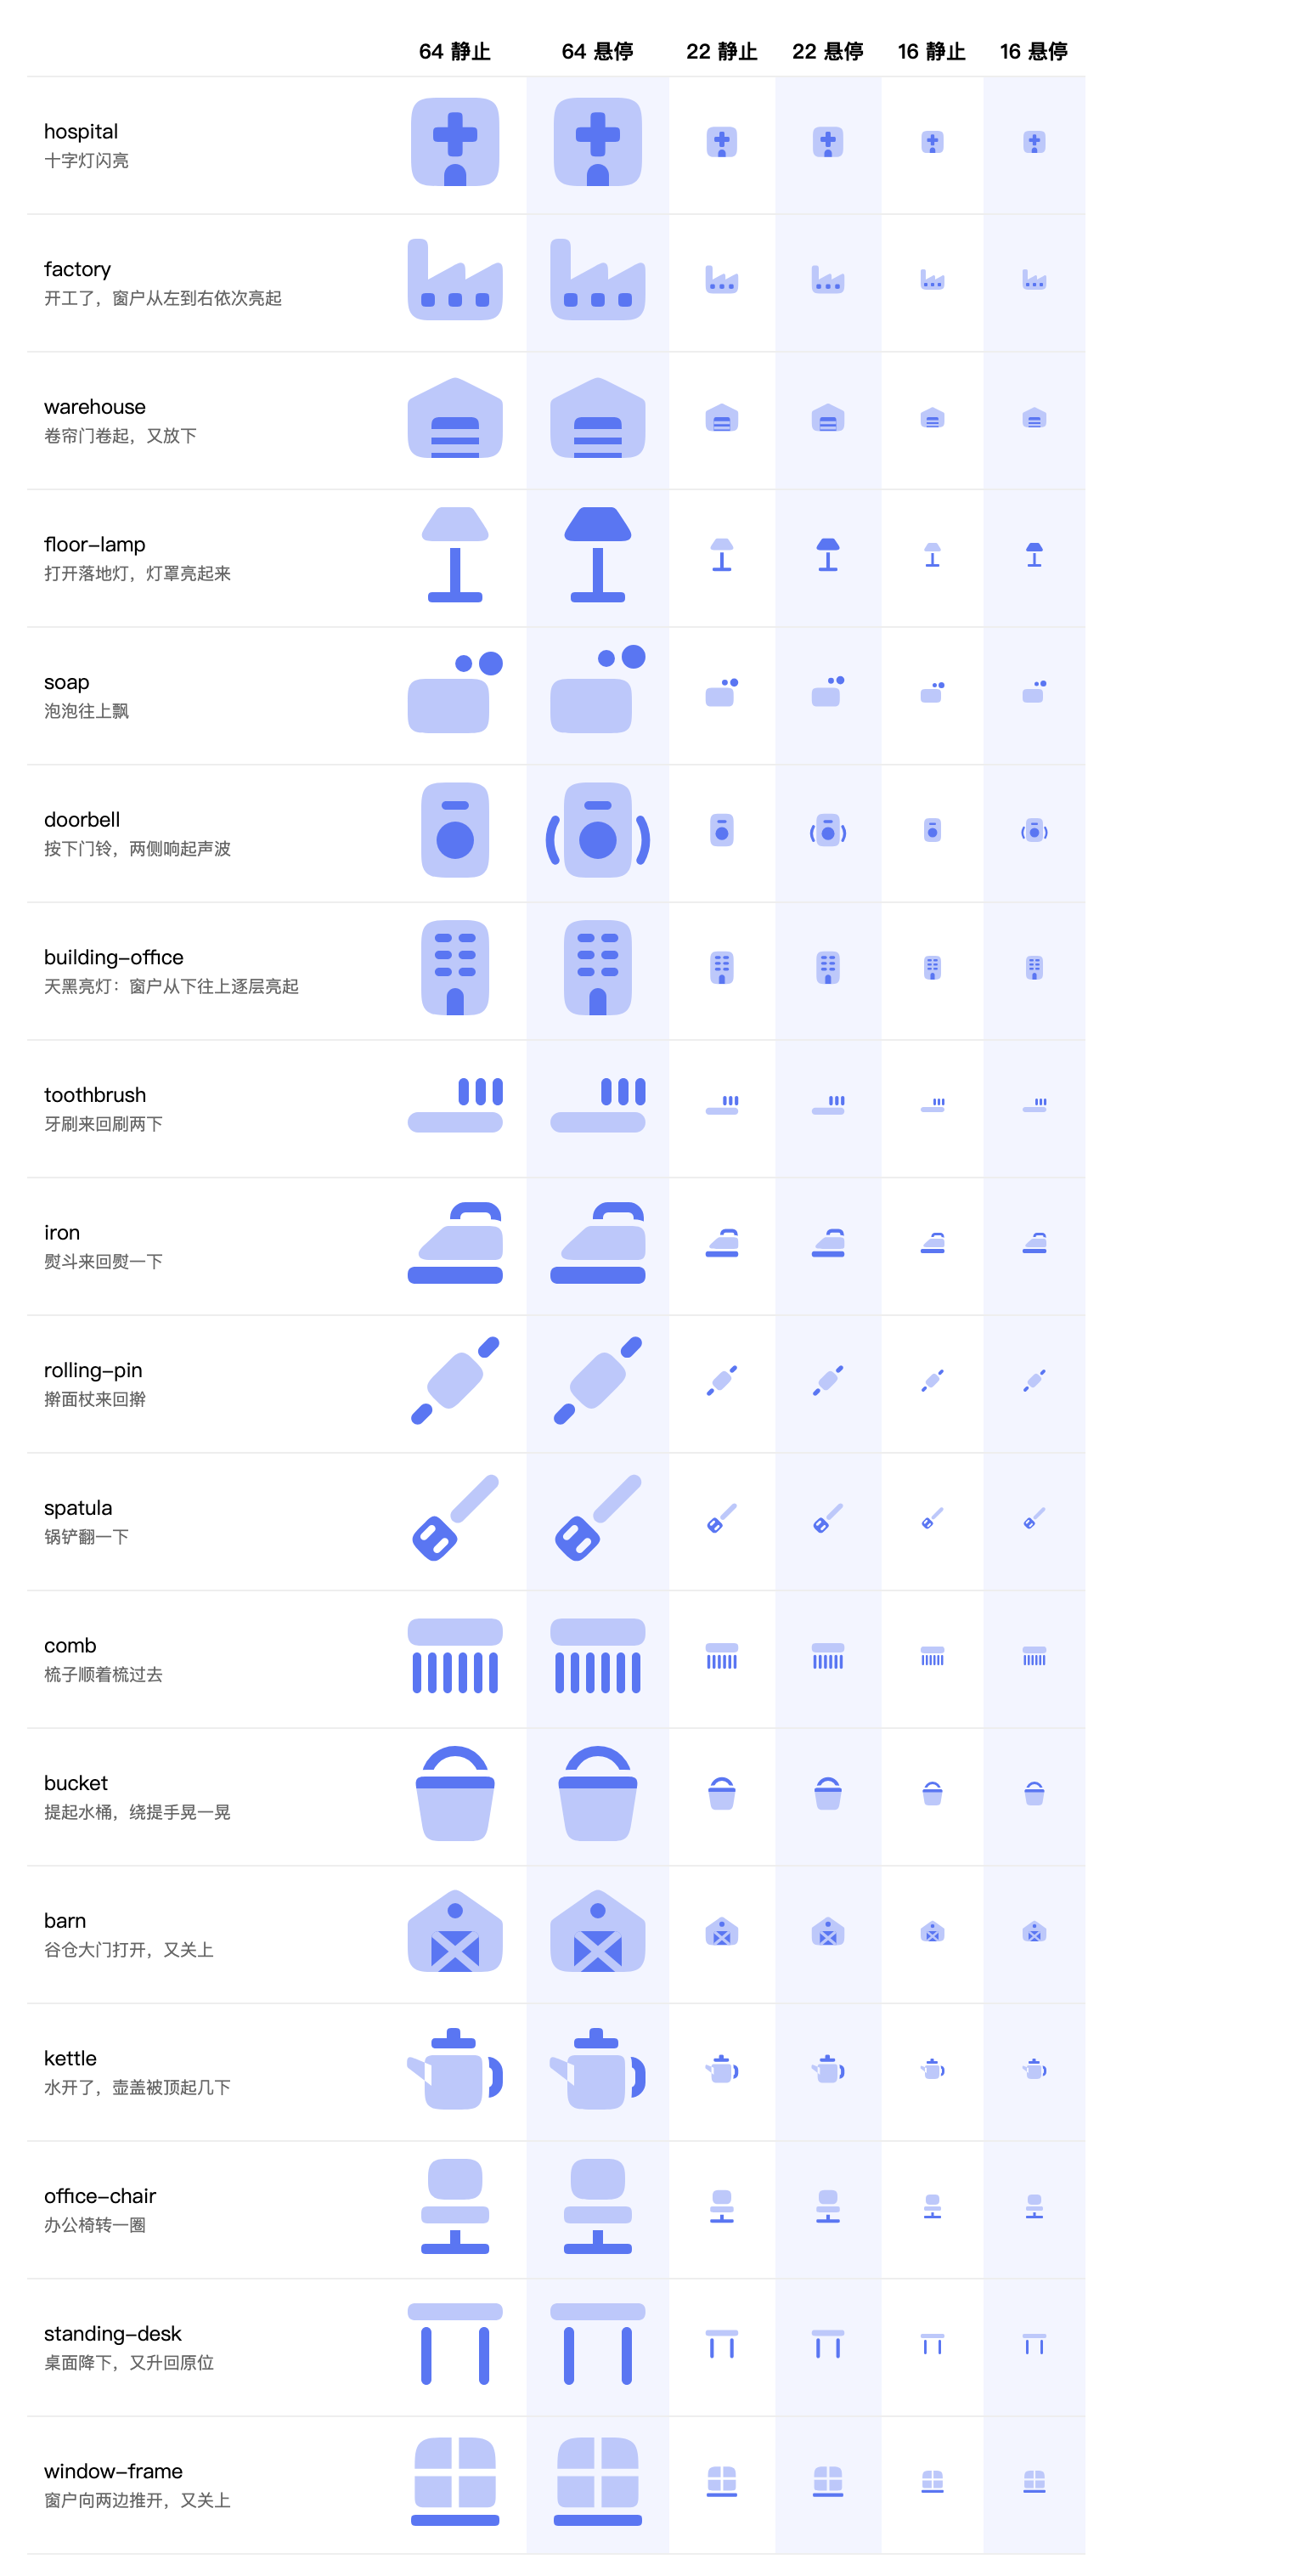 64 静止 64 悬停 22 静止 22 悬停 16 静止 16 悬停
hospital
十字灯闪亮
factory
开工了，窗户从左到右依次亮起
warehouse
卷帘门卷起，又放下
floor-lamp
打开落地灯，灯罩亮起来
soap
泡泡往上飘
doorbell
按下门铃，两侧响起声波
building-office
天黑亮灯：窗户从下往上逐层亮起
toothbrush
牙刷来回刷两下
iron
熨斗来回熨一下
rolling-pin
擀面杖来回擀
spatula
锅铲翻一下
comb
梳子顺着梳过去
bucket
提起水桶，绕提手晃一晃
barn
谷仓大门打开，又关上
kettle
水开了，壶盖被顶起几下
office-chair
办公椅转一圈
standing-desk
桌面降下，又升回原位
window-frame
窗户向两边推开，又关上